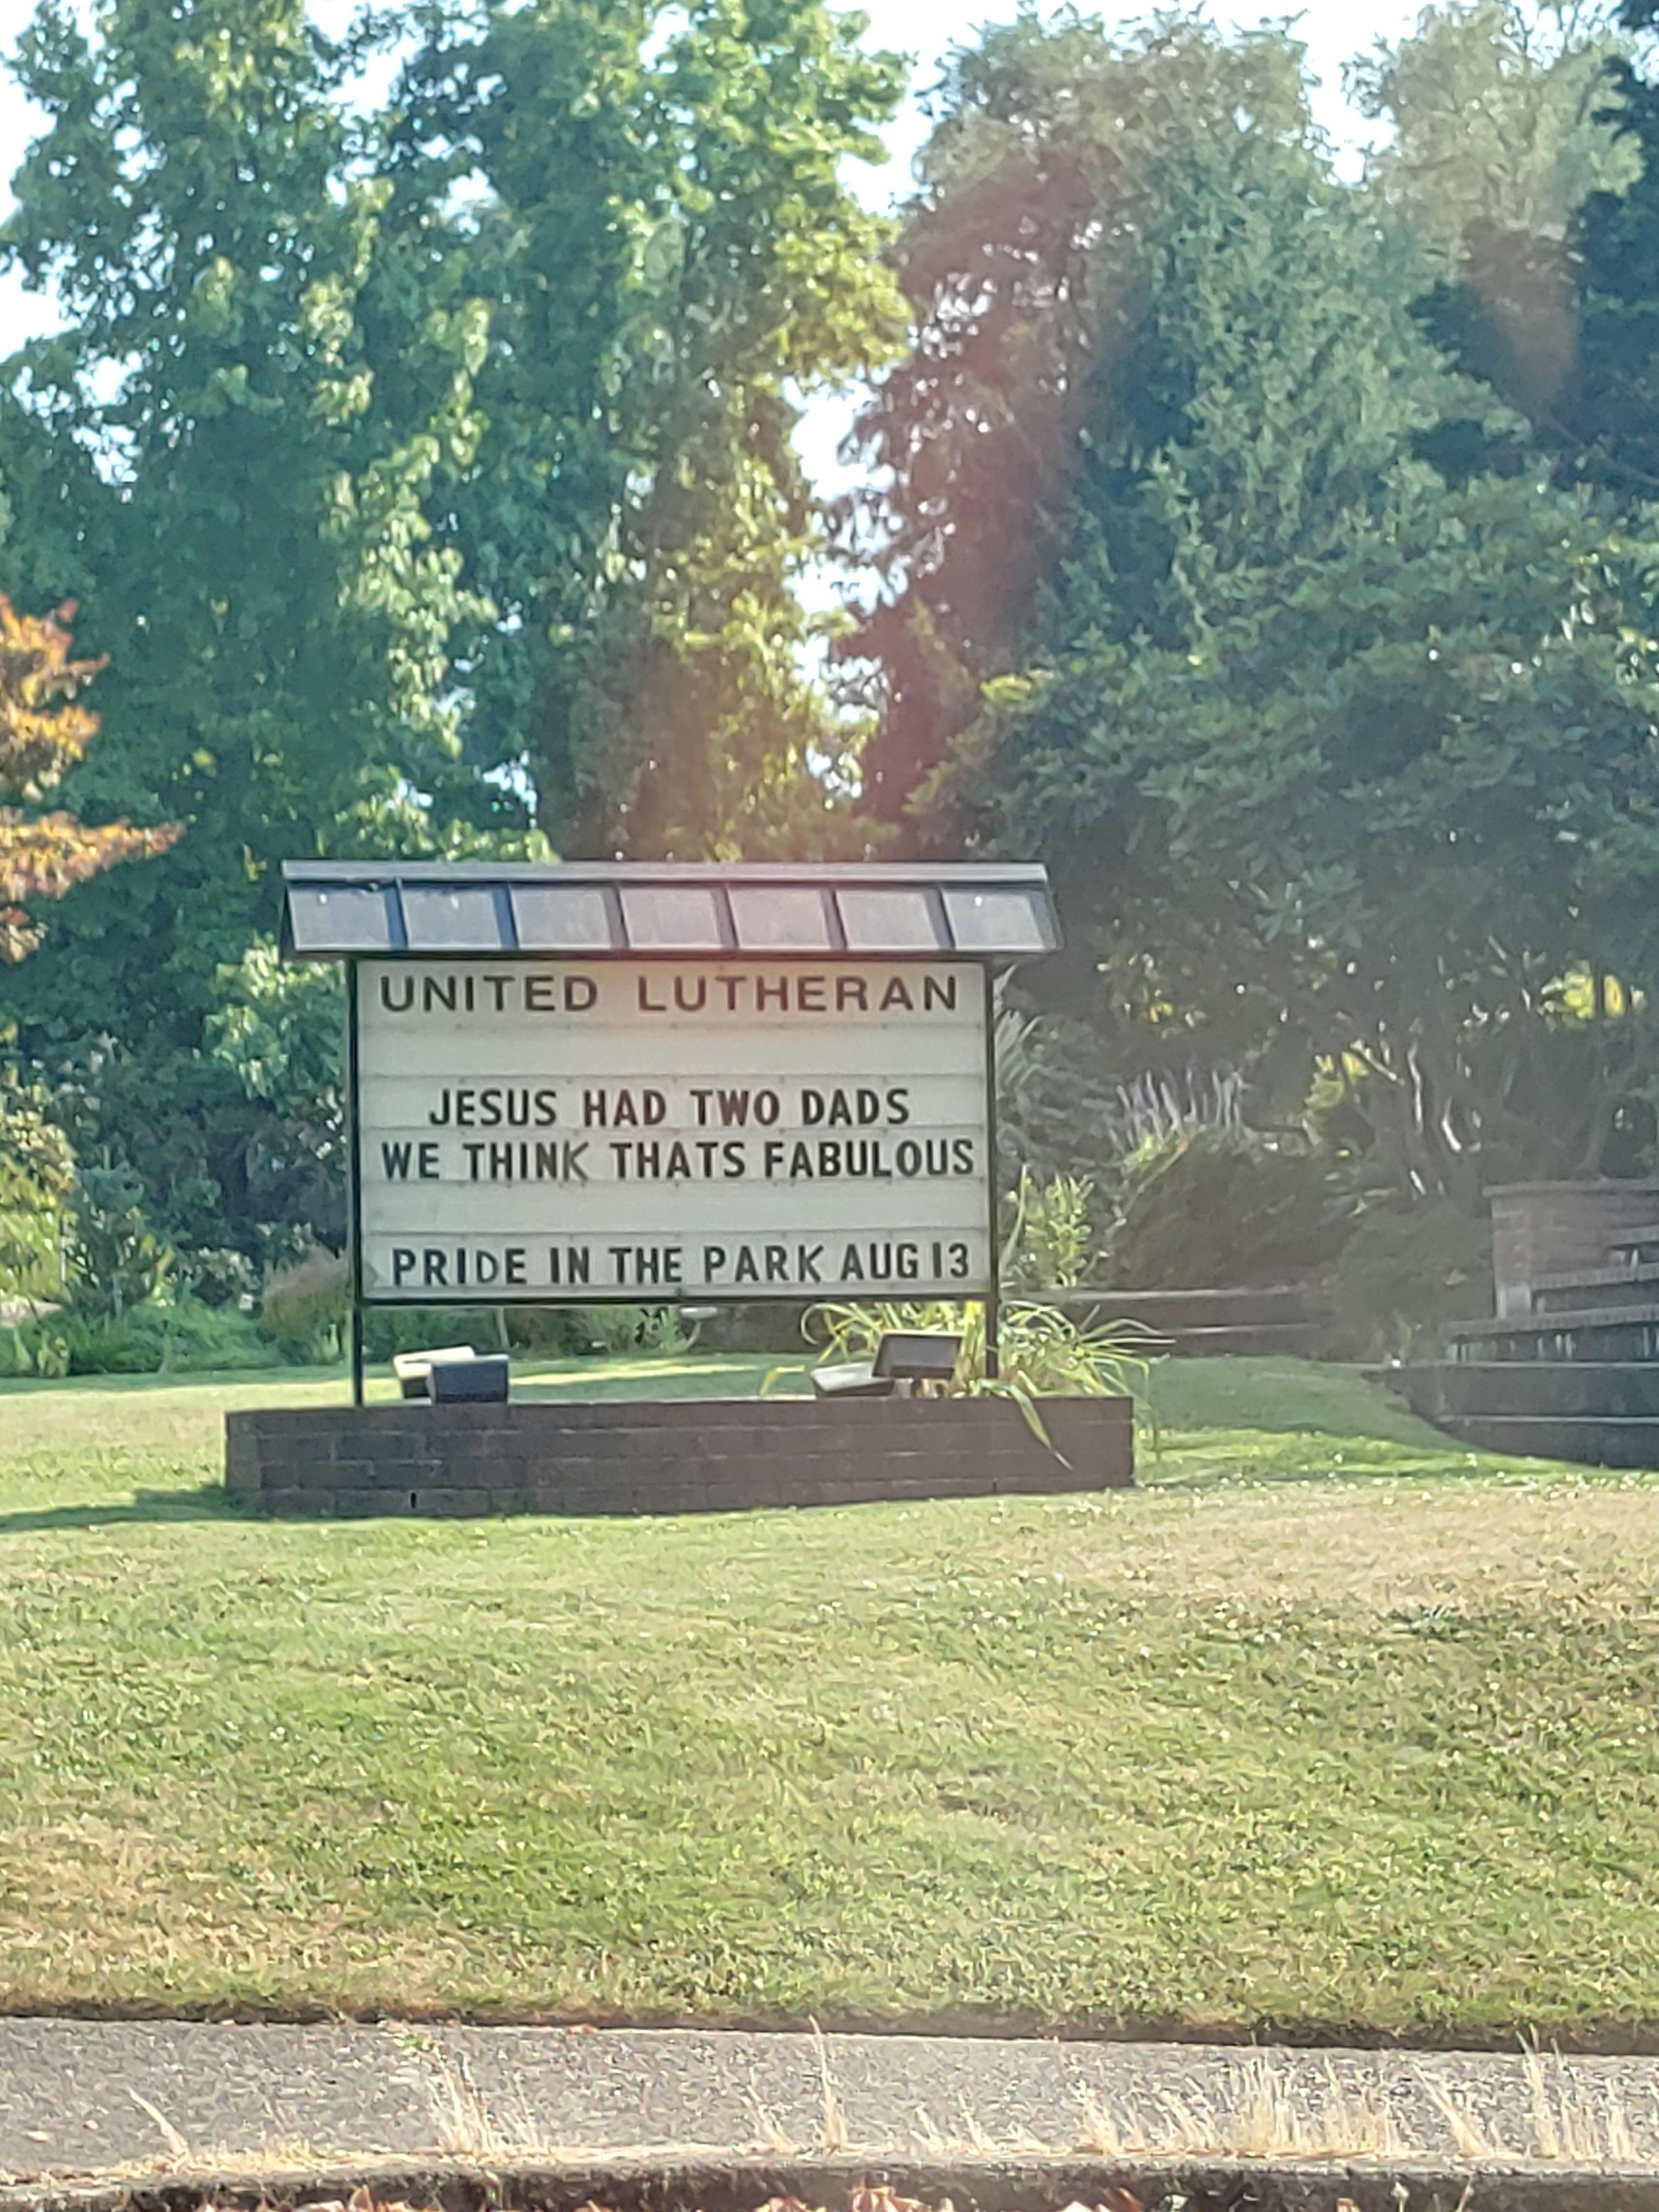 UNITED LUTHERAN
JESUS HAD TWO DADS
WE THINK THATS FABULOUS
PRIDE IN THE PARK AUG 13